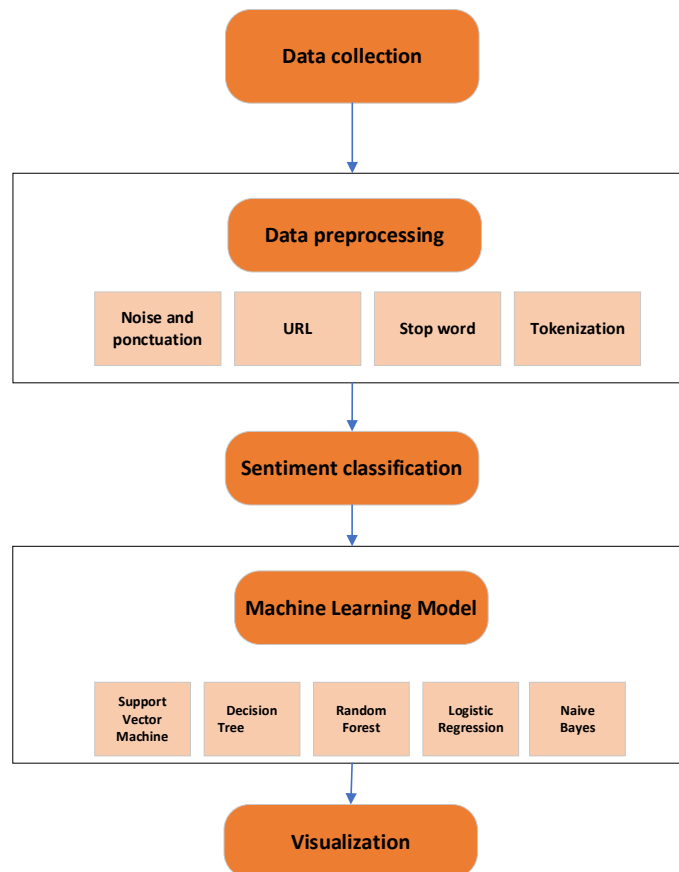 Data collection
Data preprocessing
Noise and
ponctuation
URL
Stop word
Tokenization
Sentiment classification
Machine Learning Model
Support
Vector
Machine
Decision
Tree
Random
Forest
Logistic
Regression
Naive
Bayes
Visualization